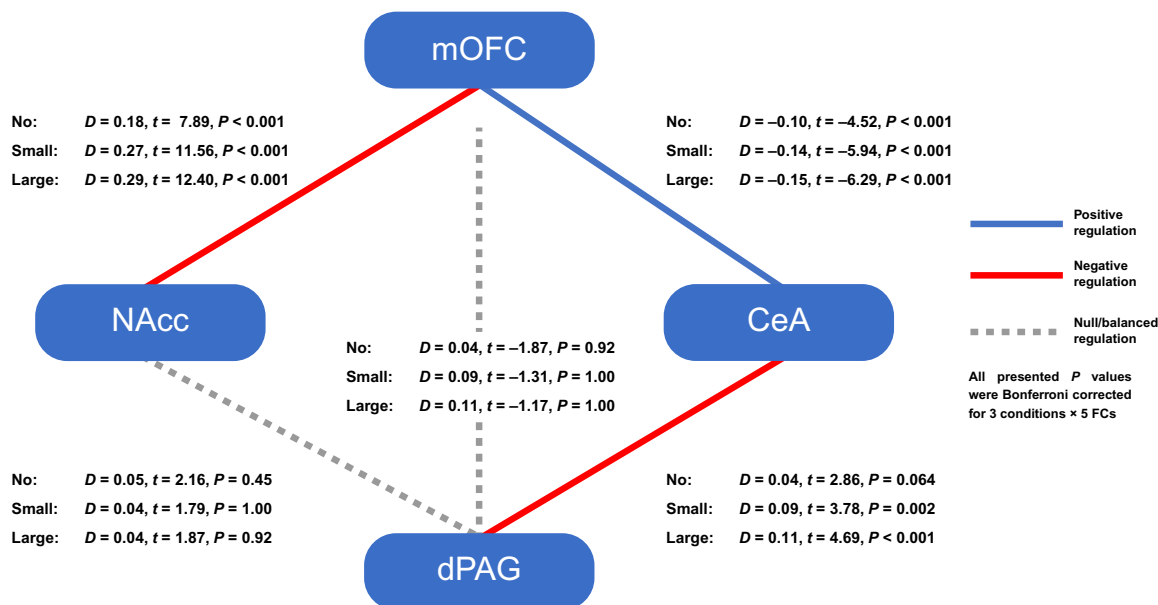 mOFC
No: D = 0.18, t = 7.89, P < 0.001
Small: D = 0.27, t = 11.56, P < 0.001
Large: D = 0.29, t = 12.40, P < 0.001
No: D = –0.10, t = –4.52, P < 0.001
Small: D = –0.14, t = –5.94, P < 0.001
Large: D = –0.15, t = –6.29, P < 0.001
Positive
regulation
Negative
regulation
Null/balanced
regulation
All presented P values
were Bonferroni corrected
for 3 conditions × 5 FCs
NAcc
CeA
No: D = 0.04, t = –1.87, P = 0.92
Small: D = 0.09, t = –1.31, P = 1.00
Large: D = 0.11, t = –1.17, P = 1.00
No: D = 0.05, t = 2.16, P = 0.45
Small: D = 0.04, t = 1.79, P = 1.00
Large: D = 0.04, t = 1.87, P = 0.92
No: D = 0.04, t = 2.86, P = 0.064
Small: D = 0.09, t = 3.78, P = 0.002
Large: D = 0.11, t = 4.69, P < 0.001
dPAG